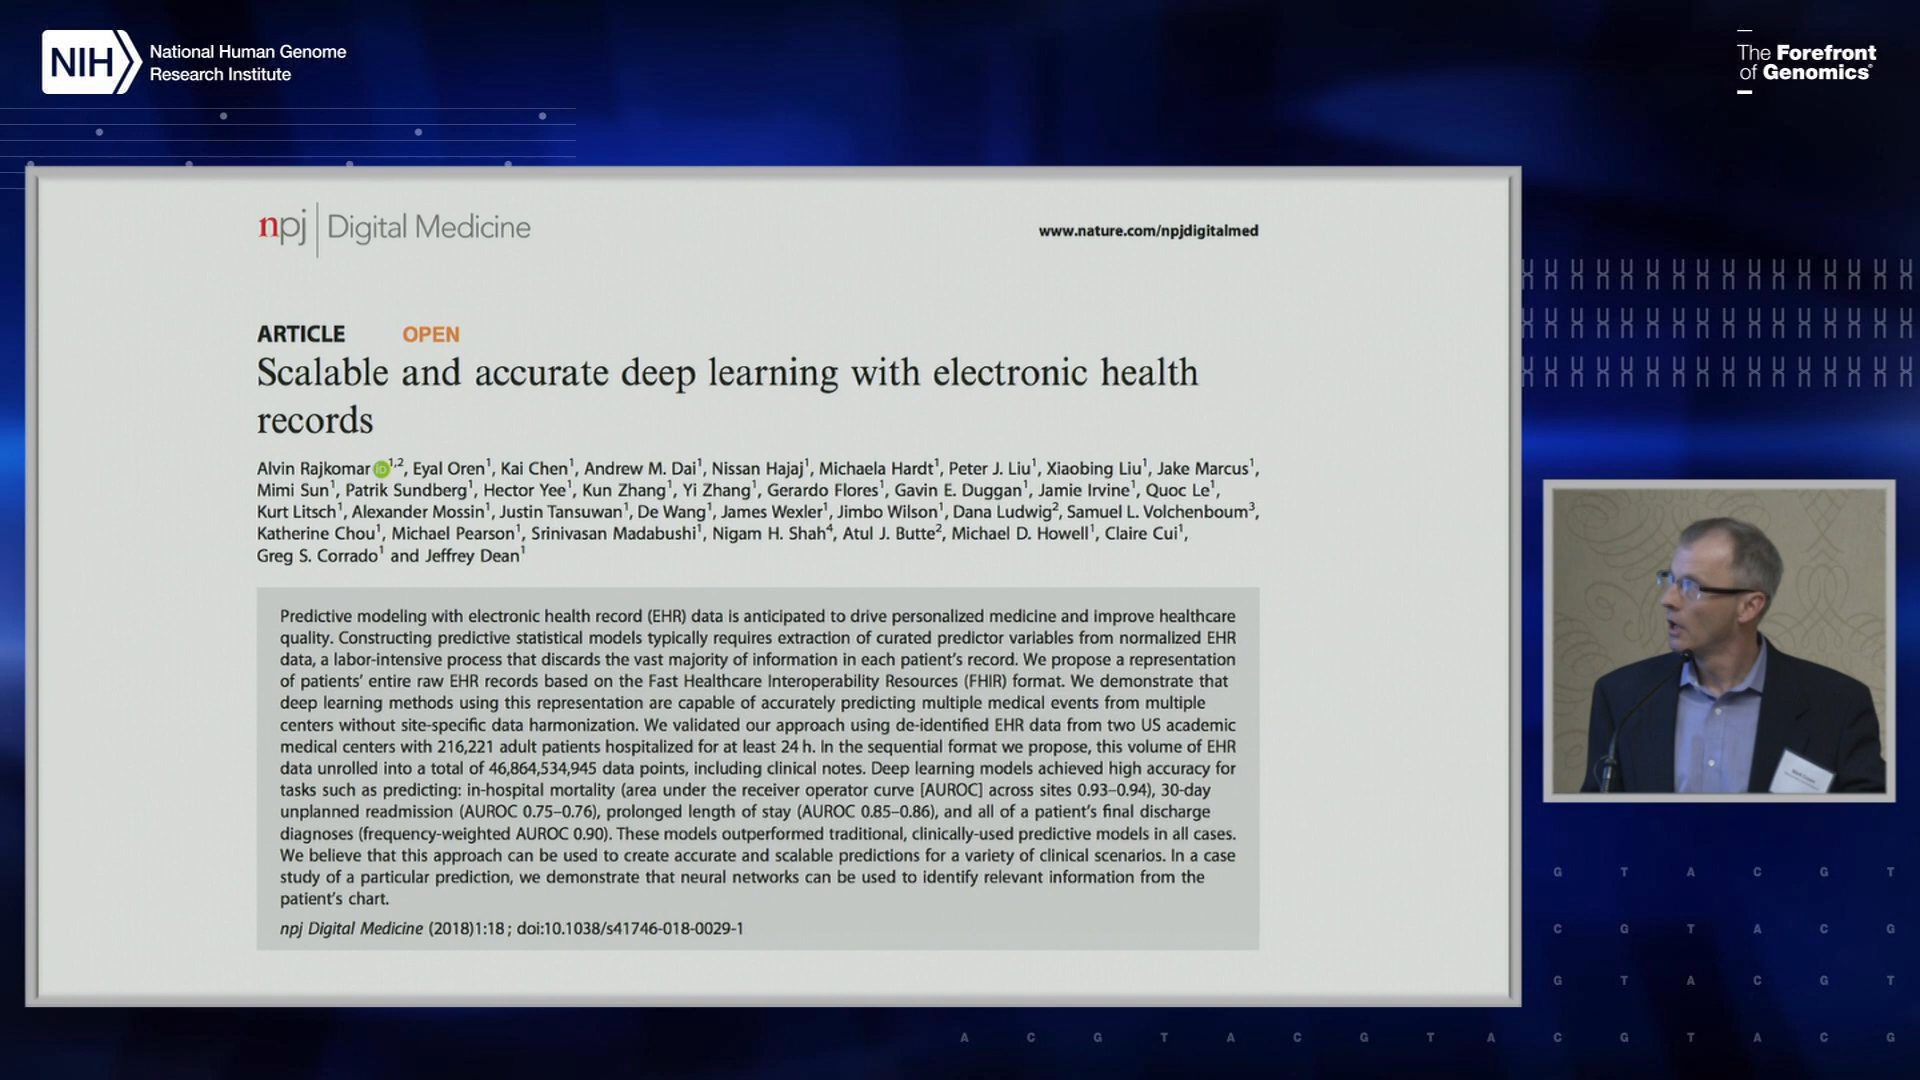 NIH National Human Genome
Research Institute
The Forefront
of Genomics®
npj Digital Medicine
www.nature.com/npjdigitalmed
ARTICLE OPEN
Scalable and accurate deep learning with electronic health
records
Alvin Rajkomar iD 1,2, Eyal Oren1, Kai Chen1, Andrew M. Dai1, Nissan Hajaj1, Michaela Hardt1, Peter J. Liu1, Xiaobing Liu1, Jake Marcus1,
Mimi Sun1, Patrik Sundberg1, Hector Yee1, Kun Zhang1, Yi Zhang1, Gerardo Flores1, Gavin E. Duggan1, Jamie Irvine1, Quoc Le1,
Kurt Litsch1, Alexander Mossin1, Justin Tansuwan1, De Wang1, James Wexler1, Jimbo Wilson1, Dana Ludwig2, Samuel L. Volchenboum3,
Katherine Chou1, Michael Pearson1, Srinivasan Madabushi1, Nigam H. Shah4, Atul J. Butte2, Michael D. Howell1, Claire Cui1,
Greg S. Corrado1 and Jeffrey Dean1
Predictive modeling with electronic health record (EHR) data is anticipated to drive personalized medicine and improve healthcare
quality. Constructing predictive statistical models typically requires extraction of curated predictor variables from normalized EHR
data, a labor-intensive process that discards the vast majority of information in each patient's record. We propose a representation
of patients' entire raw EHR records based on the Fast Healthcare Interoperability Resources (FHIR) format. We demonstrate that
deep learning methods using this representation are capable of accurately predicting multiple medical events from multiple
centers without site-specific data harmonization. We validated our approach using de-identified EHR data from two US academic
medical centers with 216,221 adult patients hospitalized for at least 24 h. In the sequential format we propose, this volume of EHR
data unrolled into a total of 46,864,534,945 data points, including clinical notes. Deep learning models achieved high accuracy for
tasks such as predicting: in-hospital mortality (area under the receiver operator curve [AUROC] across sites 0.93–0.94), 30-day
unplanned readmission (AUROC 0.75–0.76), prolonged length of stay (AUROC 0.85–0.86), and all of a patient's final discharge
diagnoses (frequency-weighted AUROC 0.90). These models outperformed traditional, clinically-used predictive models in all cases.
We believe that this approach can be used to create accurate and scalable predictions for a variety of clinical scenarios. In a case
study of a particular prediction, we demonstrate that neural networks can be used to identify relevant information from the
patient's chart.
npj Digital Medicine (2018)1:18 ; doi:10.1038/s41746-018-0029-1
G T A C G T
C G T A C G
G T A C G T
A C G T A C G T A C G T A C G